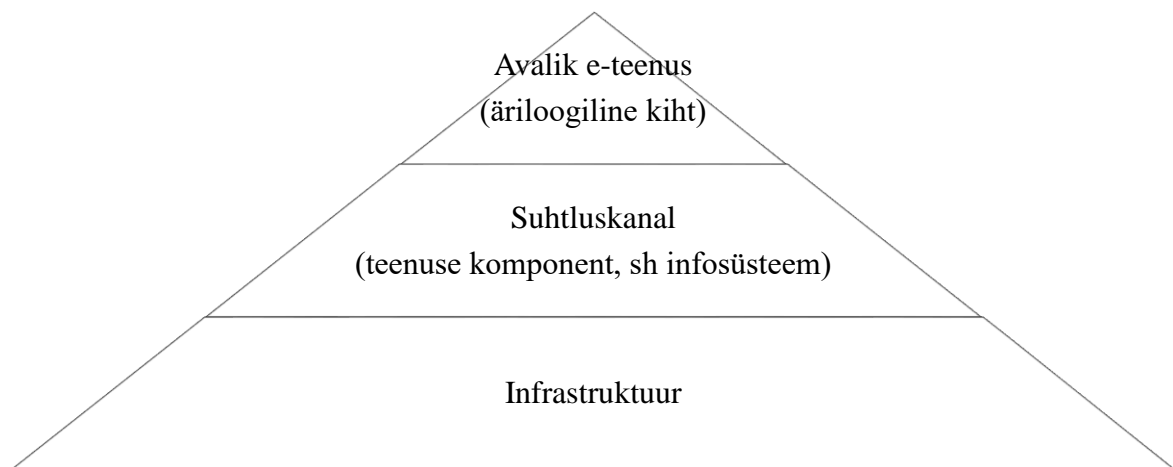 Avalik e-teenus
(äriloogiline kiht)
Suhtluskanal
(teenuse komponent, sh infosüsteem)
Infrastruktuur